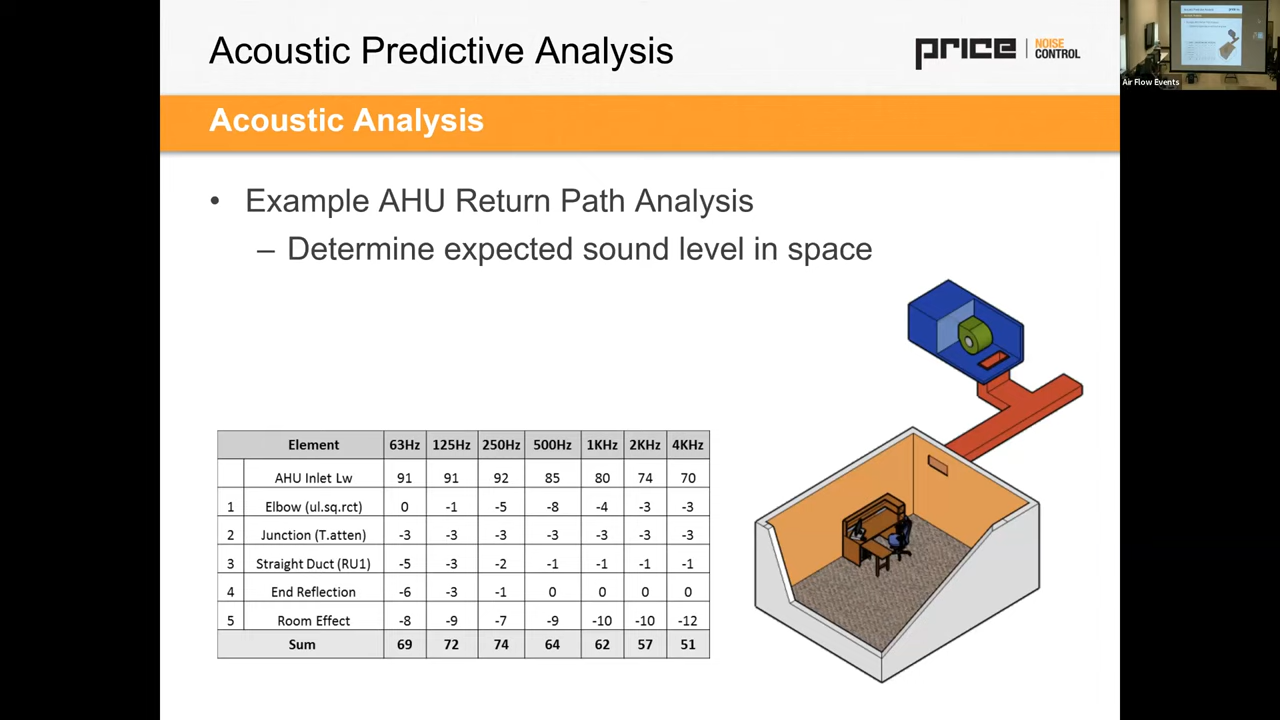 Acoustic Predictive Analysis
price | NOISE CONTROL
Air Flow Events
Acoustic Analysis
• Example AHU Return Path Analysis
– Determine expected sound level in space
Element 63Hz 125Hz 250Hz 500Hz 1KHz 2KHz 4KHz
AHU Inlet Lw 91 91 92 85 80 74 70
1 Elbow (ul.sq.rct) 0 -1 -5 -8 -4 -3 -3
2 Junction (T.atten) -3 -3 -3 -3 -3 -3 -3
3 Straight Duct (RU1) -5 -3 -2 -1 -1 -1 -1
4 End Reflection -6 -3 -1 0 0 0 0
5 Room Effect -8 -9 -7 -9 -10 -10 -12
Sum 69 72 74 64 62 57 51